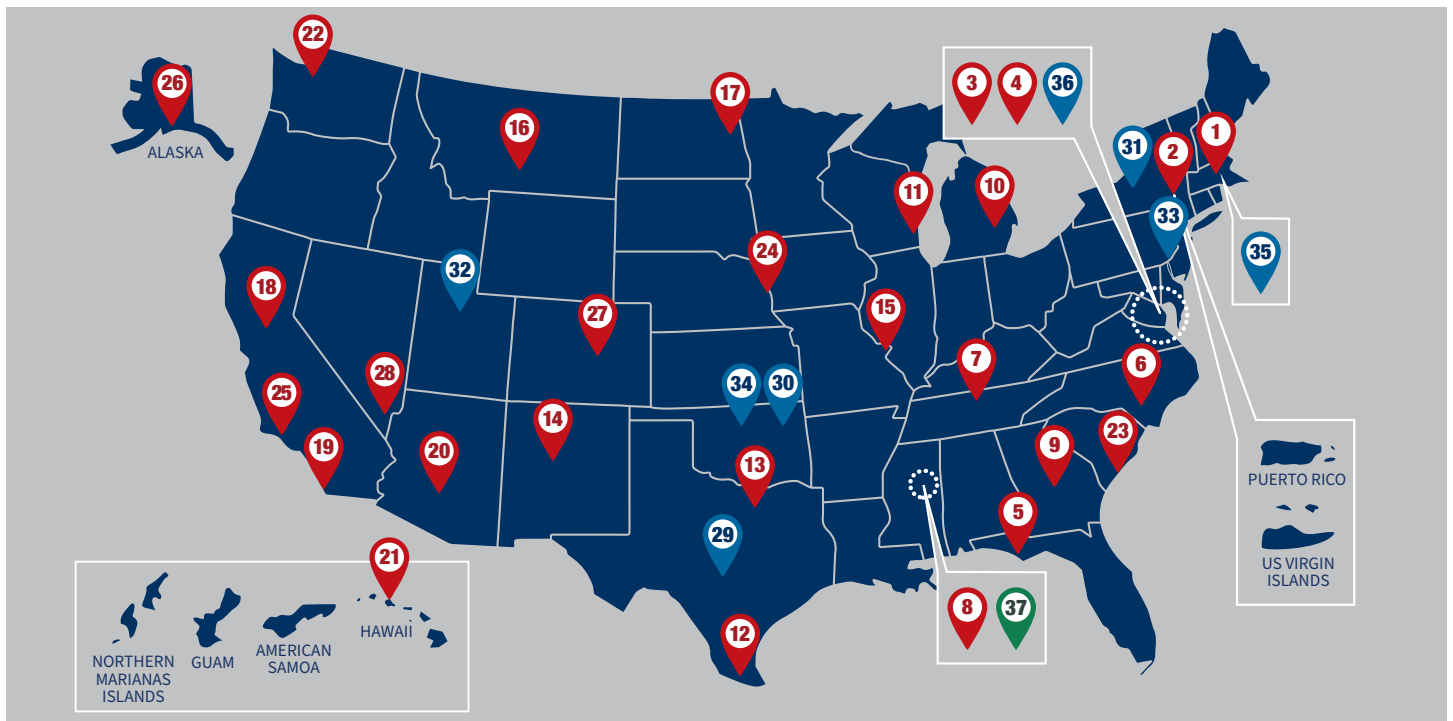 22
26
ALASKA
17
16
3 4 36
1
2
31
11
10
33
35
24
32
18
15
27
7
6
28
34 30
25
14
23
19
20
9
13
5
29
PUERTO RICO
US VIRGIN
ISLANDS
21
8 37
12
HAWAII
NORTHERN
MARIANAS
ISLANDS
GUAM
AMERICAN
SAMOA